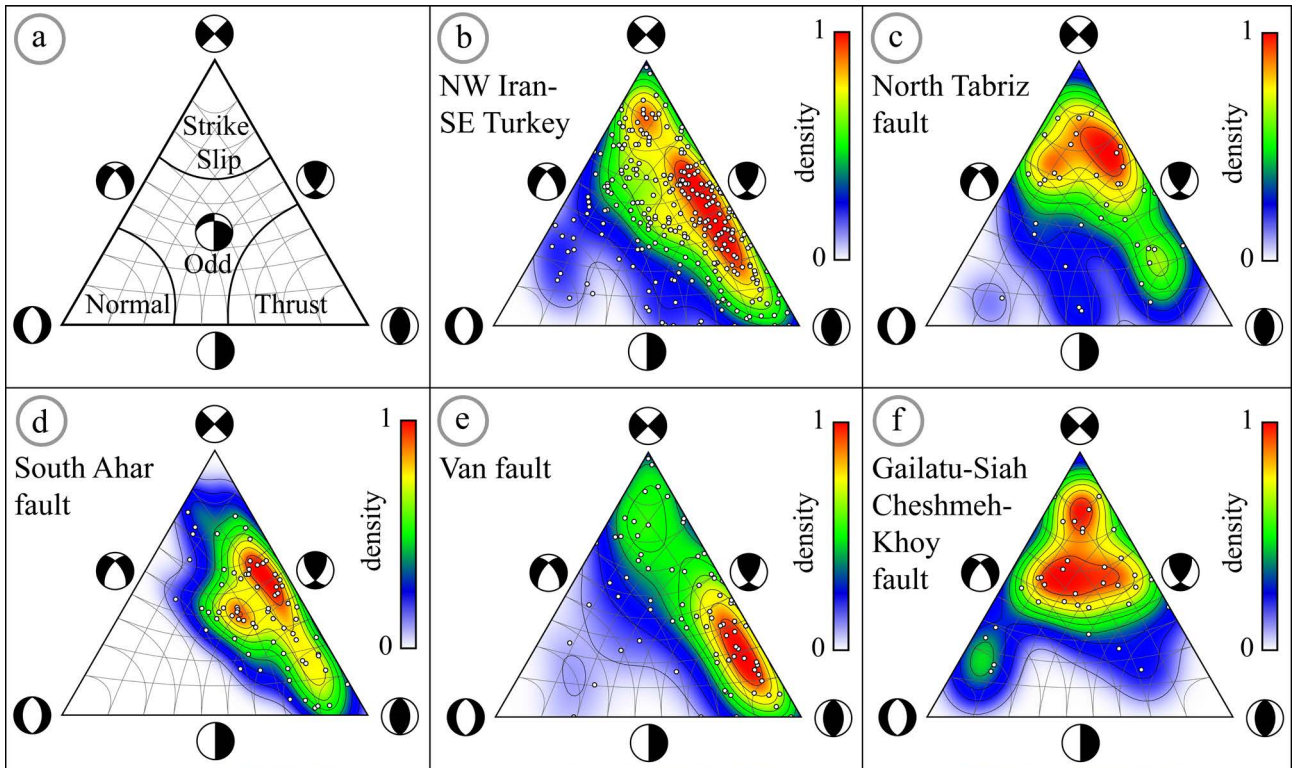 a
Strike
Slip
Odd
Normal
Thrust
b
NW Iran-
SE Turkey
1
density
0
c
North Tabriz
fault
1
density
0
d
South Ahar
fault
1
density
0
e
Van fault
1
density
0
f
Gailatu-Siah
Cheshmeh-
Khoy
fault
1
density
0